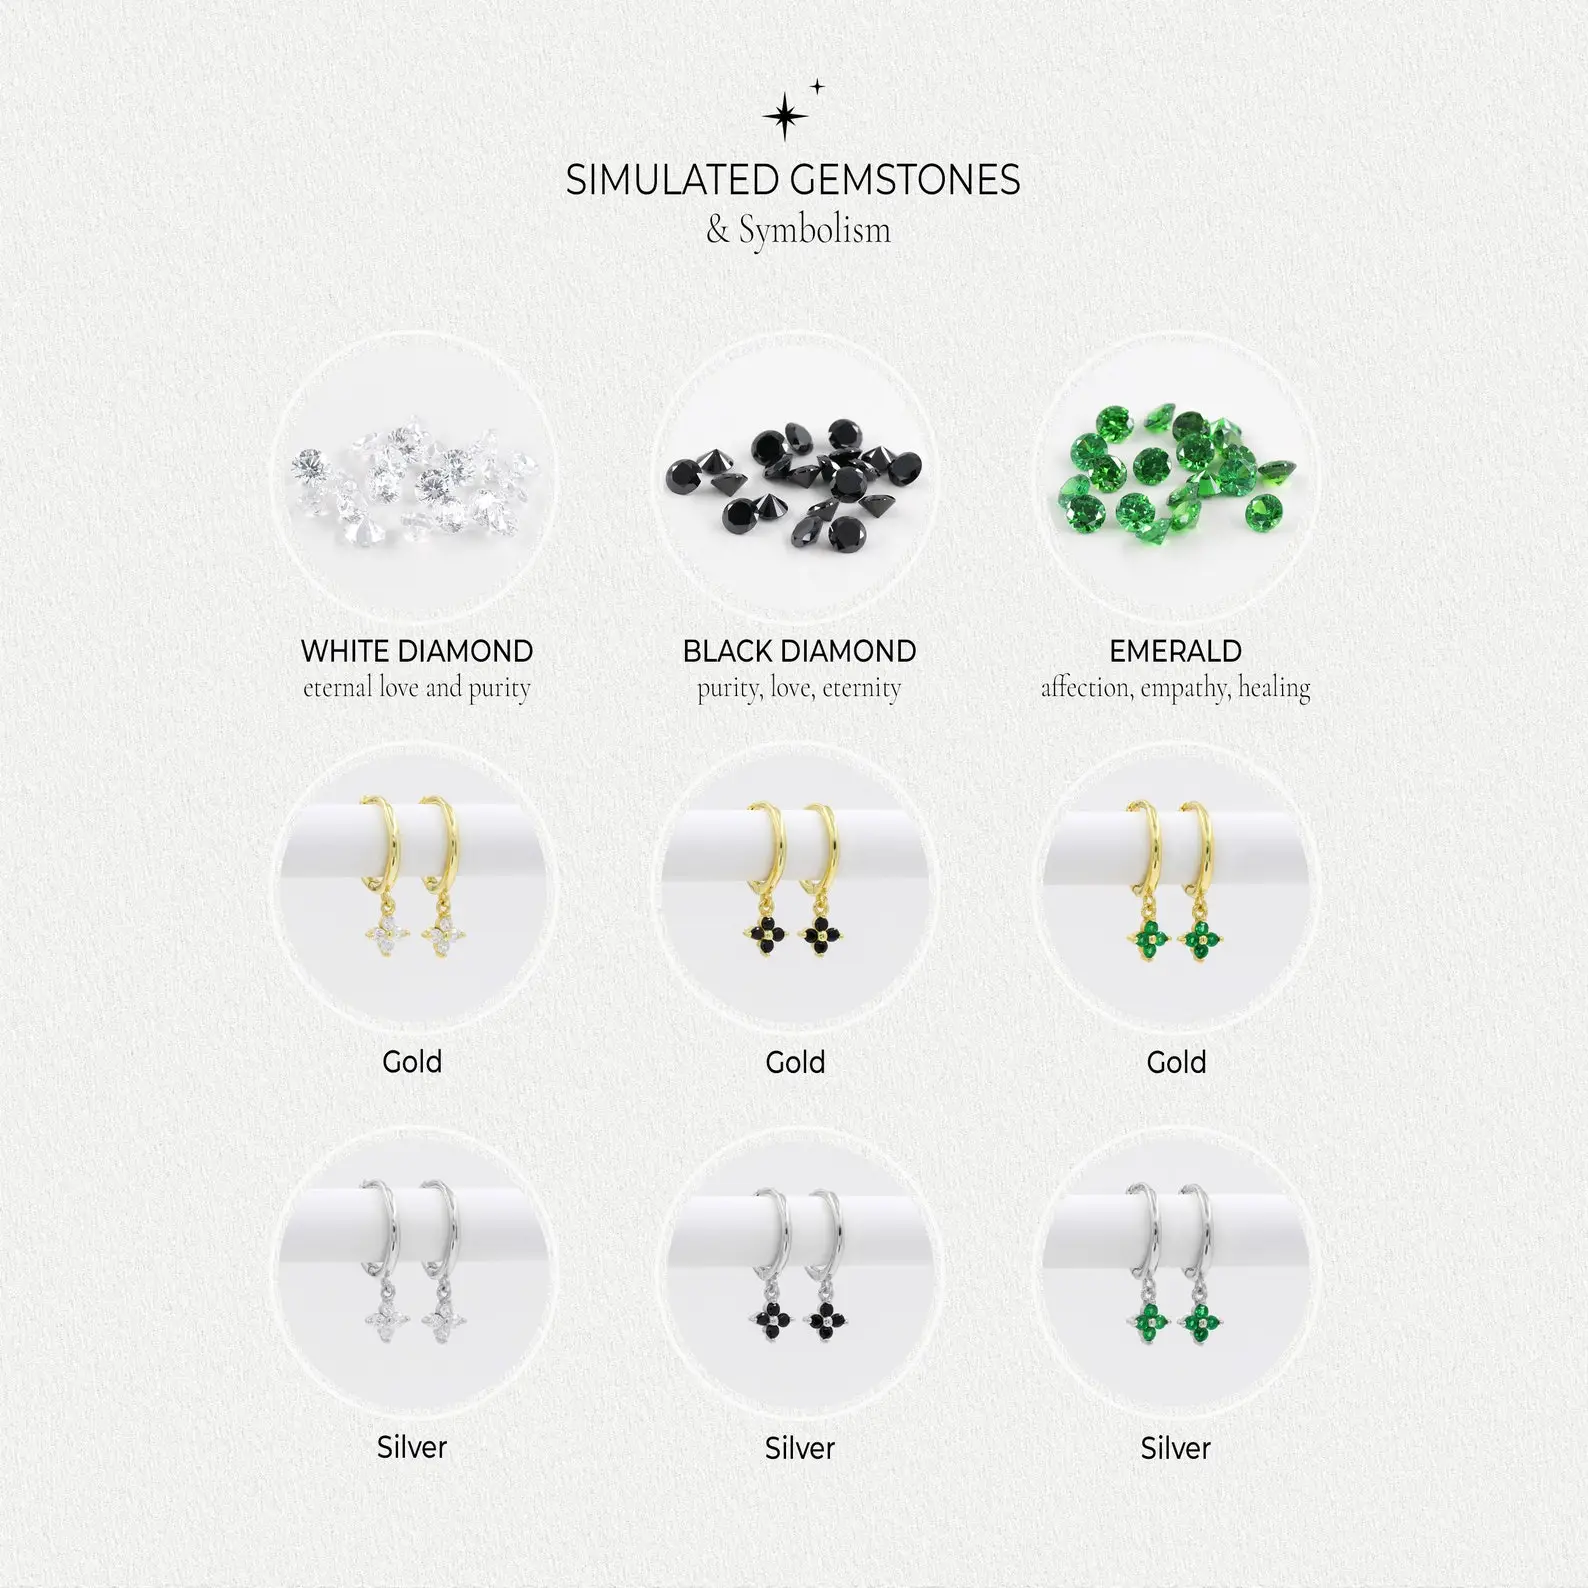 SIMULATED GEMSTONES
& Symbolism
WHITE DIAMOND
eternal love and purity
BLACK DIAMOND
purity, love, eternity
EMERALD
affection, empathy, healing
Gold
Gold
Gold
Silver
Silver
Silver